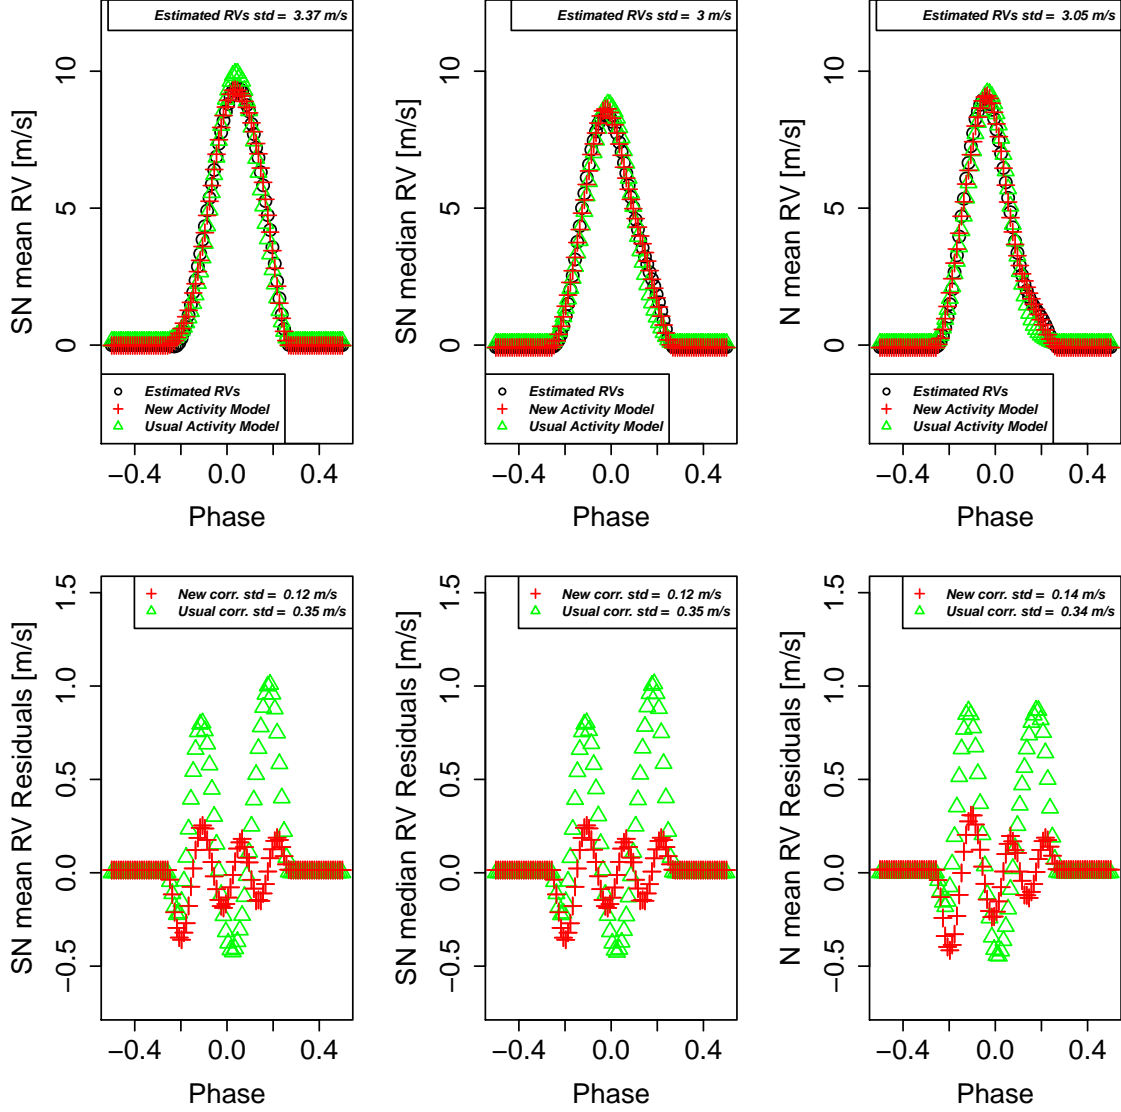 Estimated RVs std = 3.37 m/s
SN mean RV [m/s]
0
5
10
Estimated RVs
New Activity Model
Usual Activity Model
−0.4
0.0
0.4
Phase
Estimated RVs std = 3 m/s
SN median RV [m/s]
0
5
10
Estimated RVs
New Activity Model
Usual Activity Model
−0.4
0.0
0.4
Phase
Estimated RVs std = 3.05 m/s
N mean RV [m/s]
0
5
10
Estimated RVs
New Activity Model
Usual Activity Model
−0.4
0.0
0.4
Phase
New corr. std = 0.12 m/s
Usual corr. std = 0.35 m/s
SN mean RV Residuals [m/s]
−0.5
0.0
0.5
1.0
1.5
−0.4
0.0
0.4
Phase
New corr. std = 0.12 m/s
Usual corr. std = 0.35 m/s
SN median RV Residuals [m/s]
−0.5
0.0
0.5
1.0
1.5
−0.4
0.0
0.4
Phase
New corr. std = 0.14 m/s
Usual corr. std = 0.34 m/s
N mean RV Residuals [m/s]
−0.5
0.0
0.5
1.0
1.5
−0.4
0.0
0.4
Phase